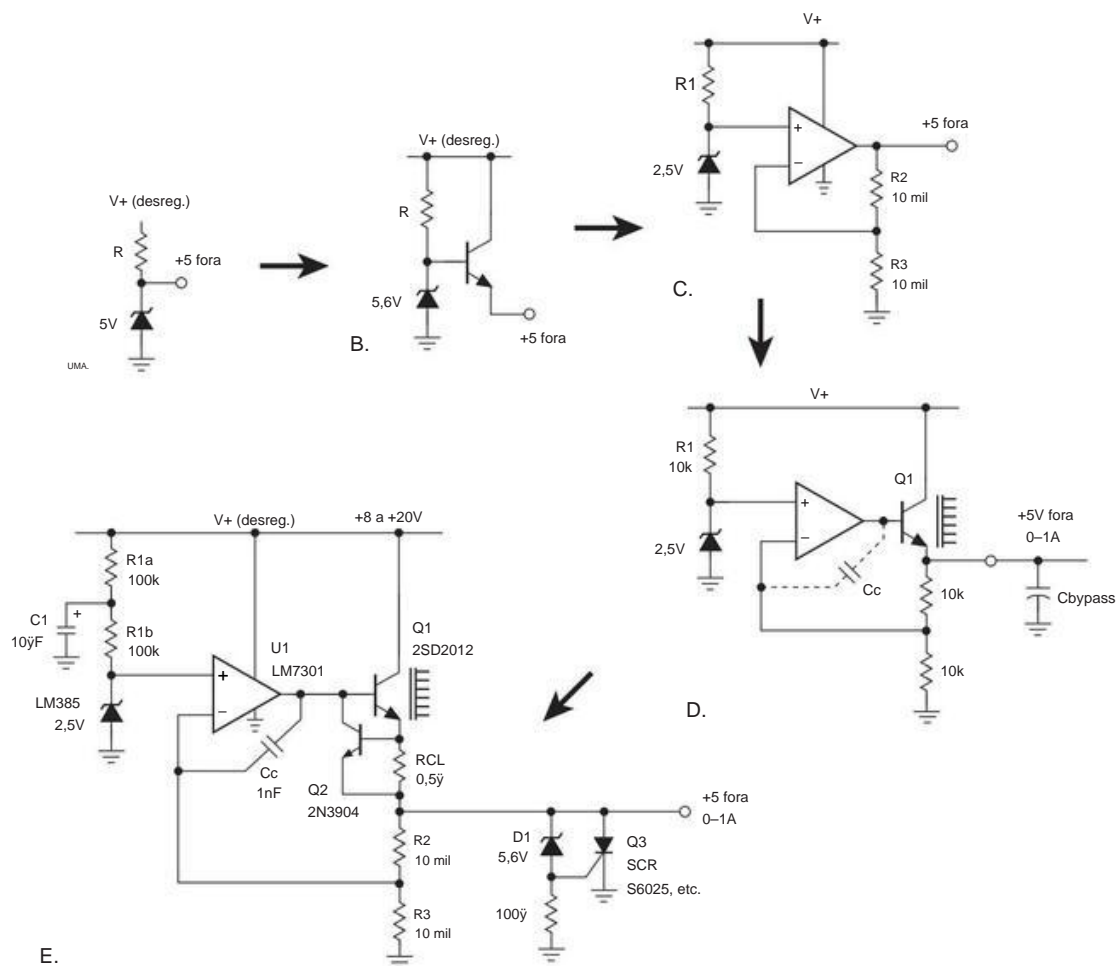 V+ (desreg.)
R
+5 fora
5V
UMA.
V+ (desreg.)
R
5,6V
+5 fora
B.
V+
R1
2,5V
+
−
+5 fora
R2
10 mil
R3
10 mil
C.
V+
R1
10k
2,5V
+
−
Q1
Cc
+5V fora
0–1A
10k
Cbypass
10k
D.
V+ (desreg.)
+8 a +20V
R1a
100k
C1
10ÿF
+
R1b
100k
LM385
2,5V
U1
LM7301
+
−
Q1
2SD2012
Cc
1nF
Q2
2N3904
RCL
0,5ÿ
R2
10 mil
R3
10 mil
D1
5,6V
100ÿ
Q3
SCR
S6025, etc.
+5 fora
0–1A
E.